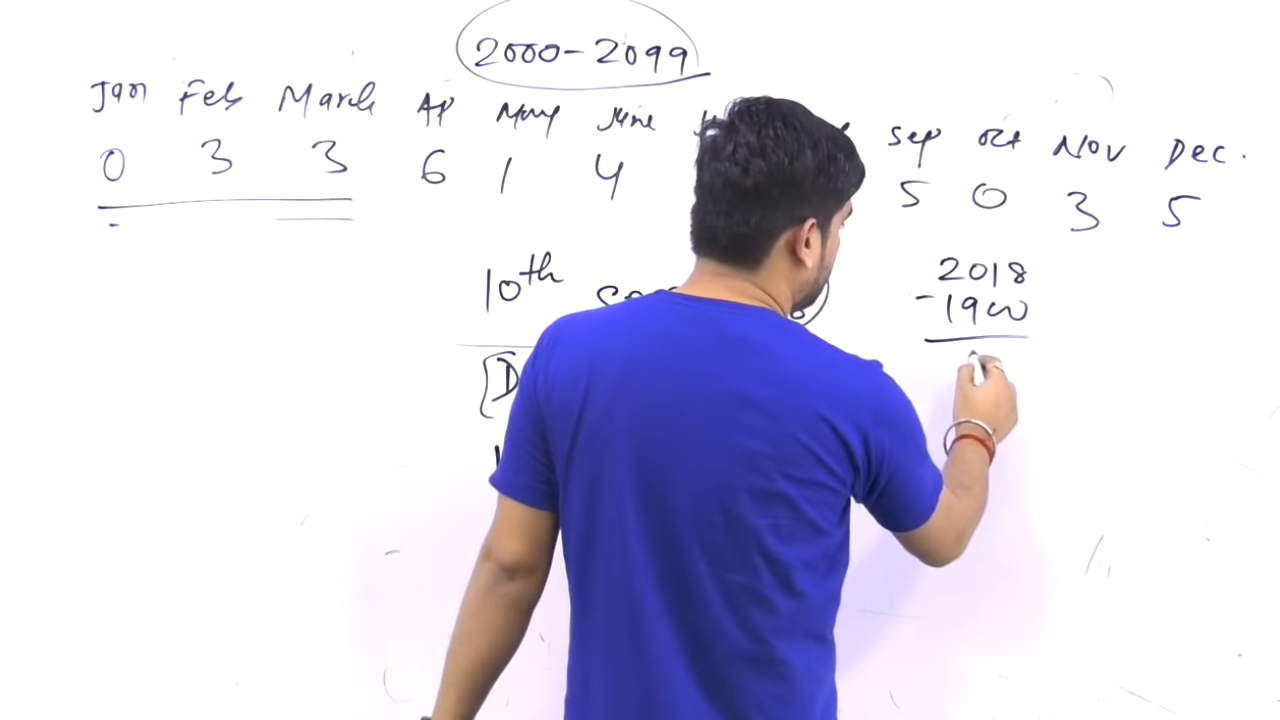 2000-2099
Jan Feb March Ap May June Sep Oct Nov Dec.
0 3 3 6 1 4 5 0 3 5
10th
2018
-1900
[D